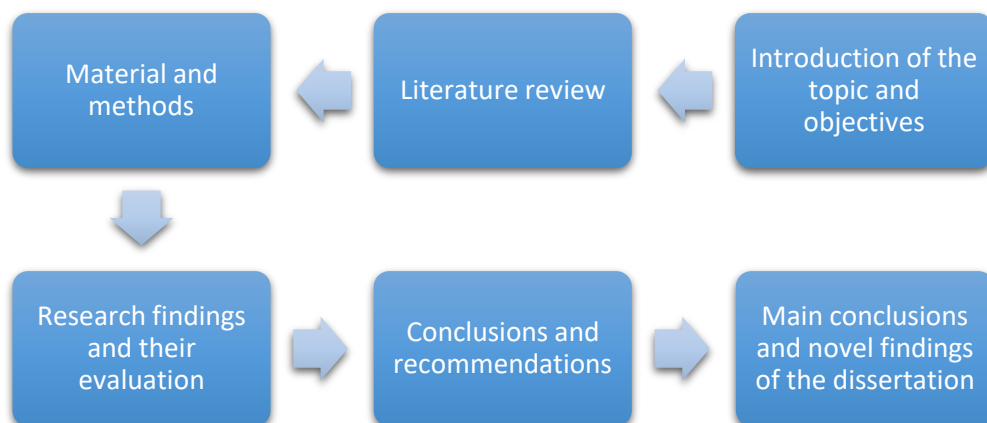 Material and
methods
Literature review
Introduction of the
topic and
objectives
Research findings
and their
evaluation
Conclusions and
recommendations
Main conclusions
and novel findings
of the dissertation